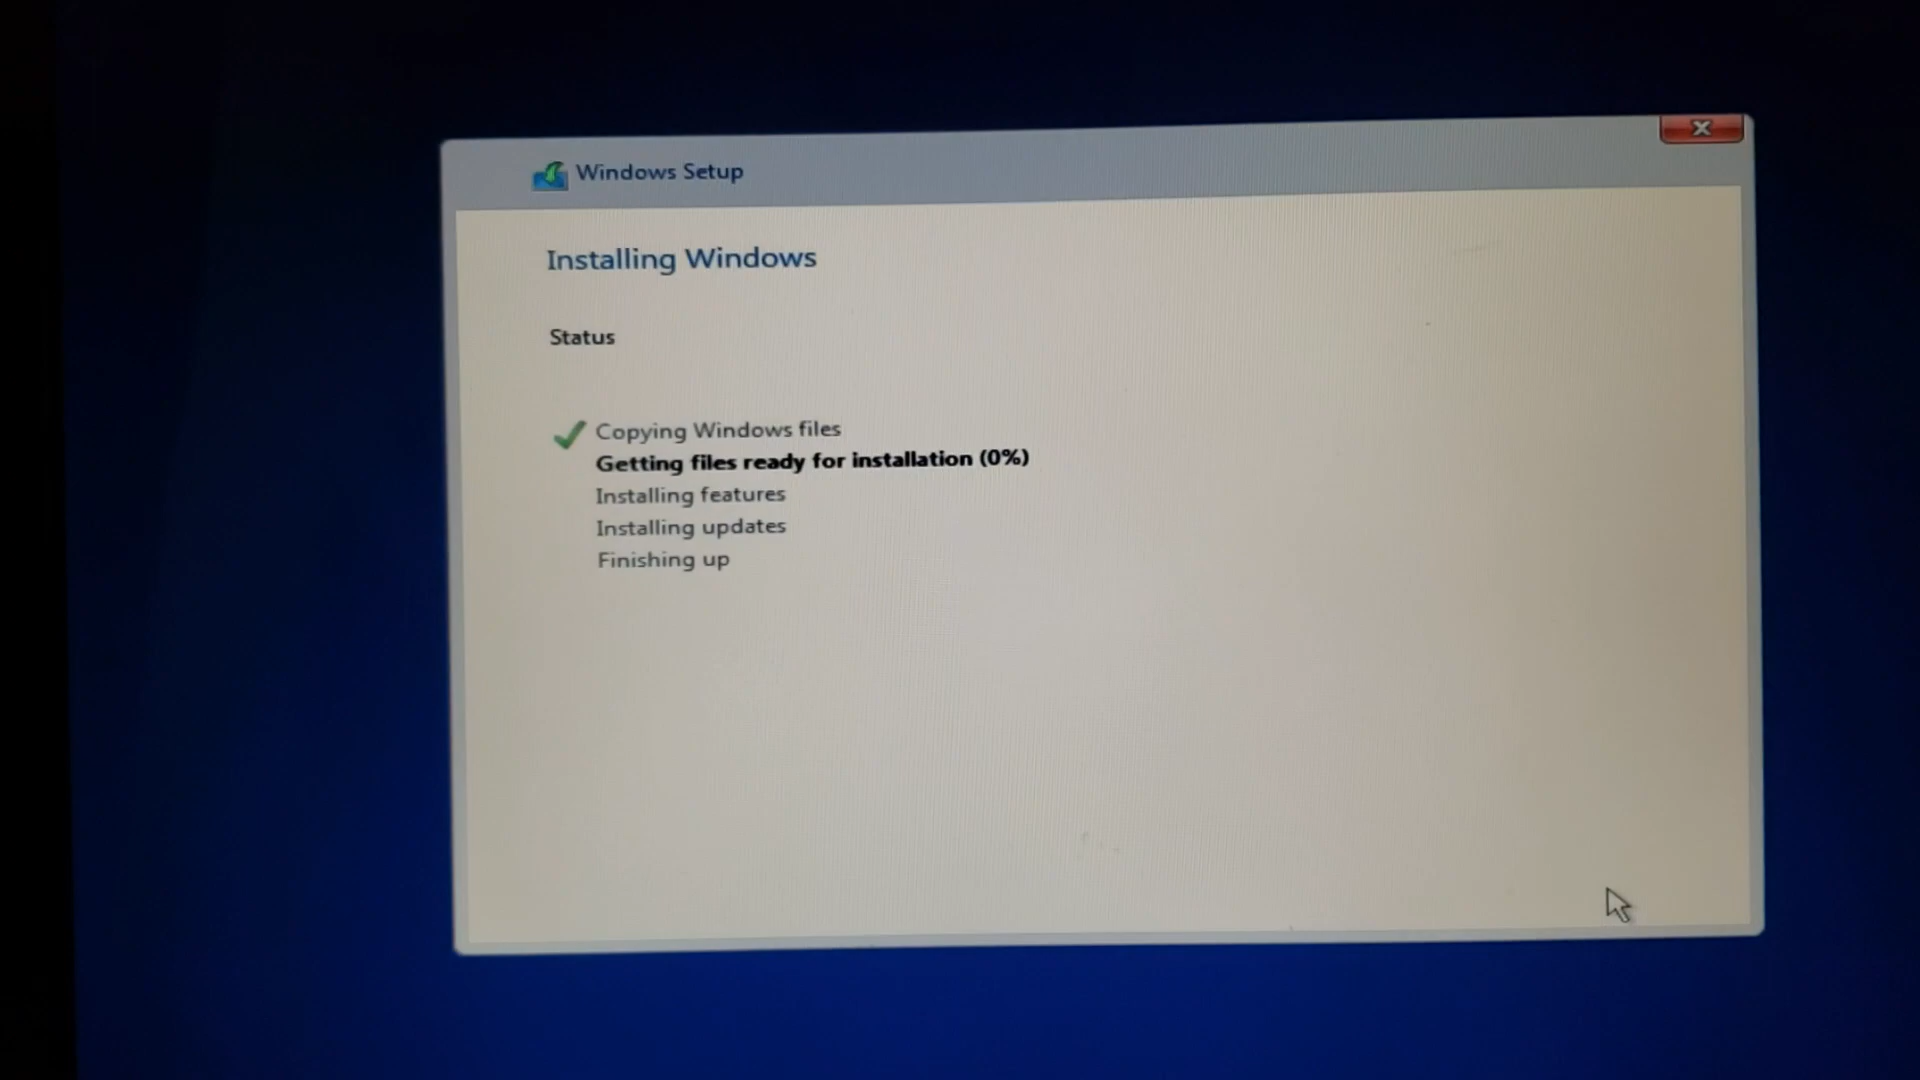 Windows Setup
Installing Windows
Status
Copying Windows files
Getting files ready for installation (0%)
Installing features
Installing updates
Finishing up